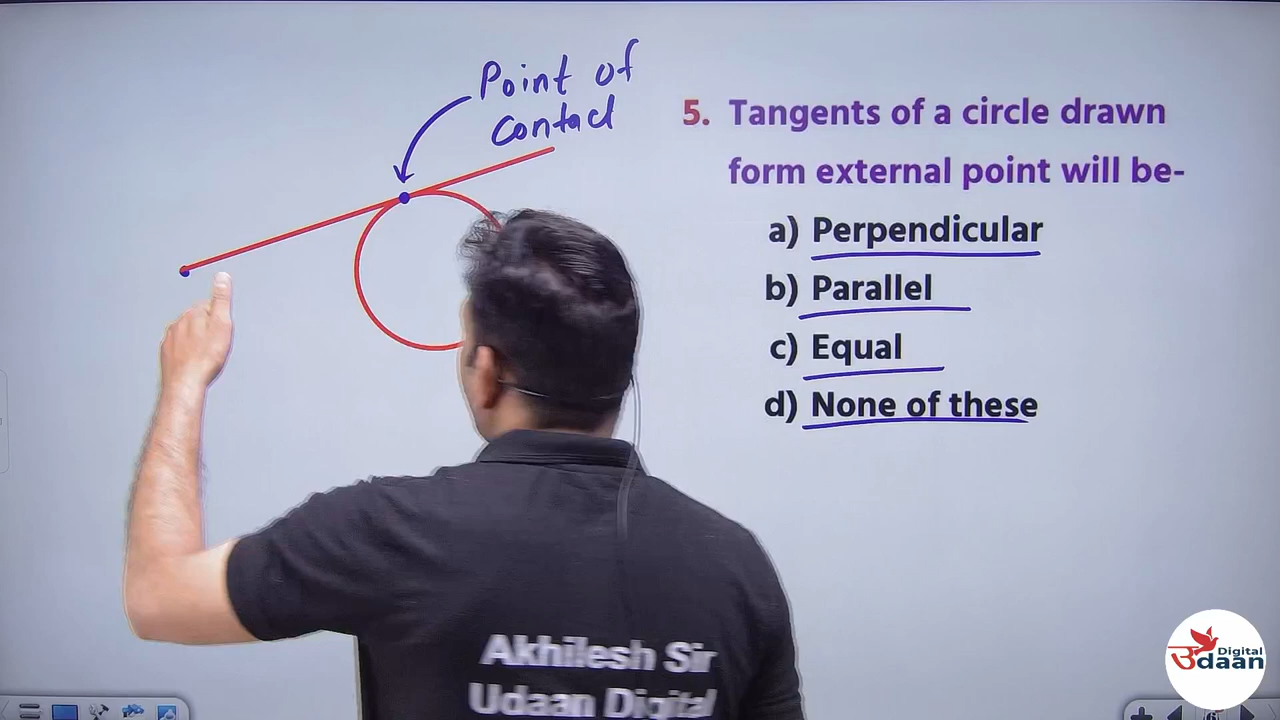 Point of
contact
5. Tangents of a circle drawn
form external point will be-
a) Perpendicular
b) Parallel
c) Equal
d) None of these
Akhilesh Sir
Udaan Digital
Digital
उdaan